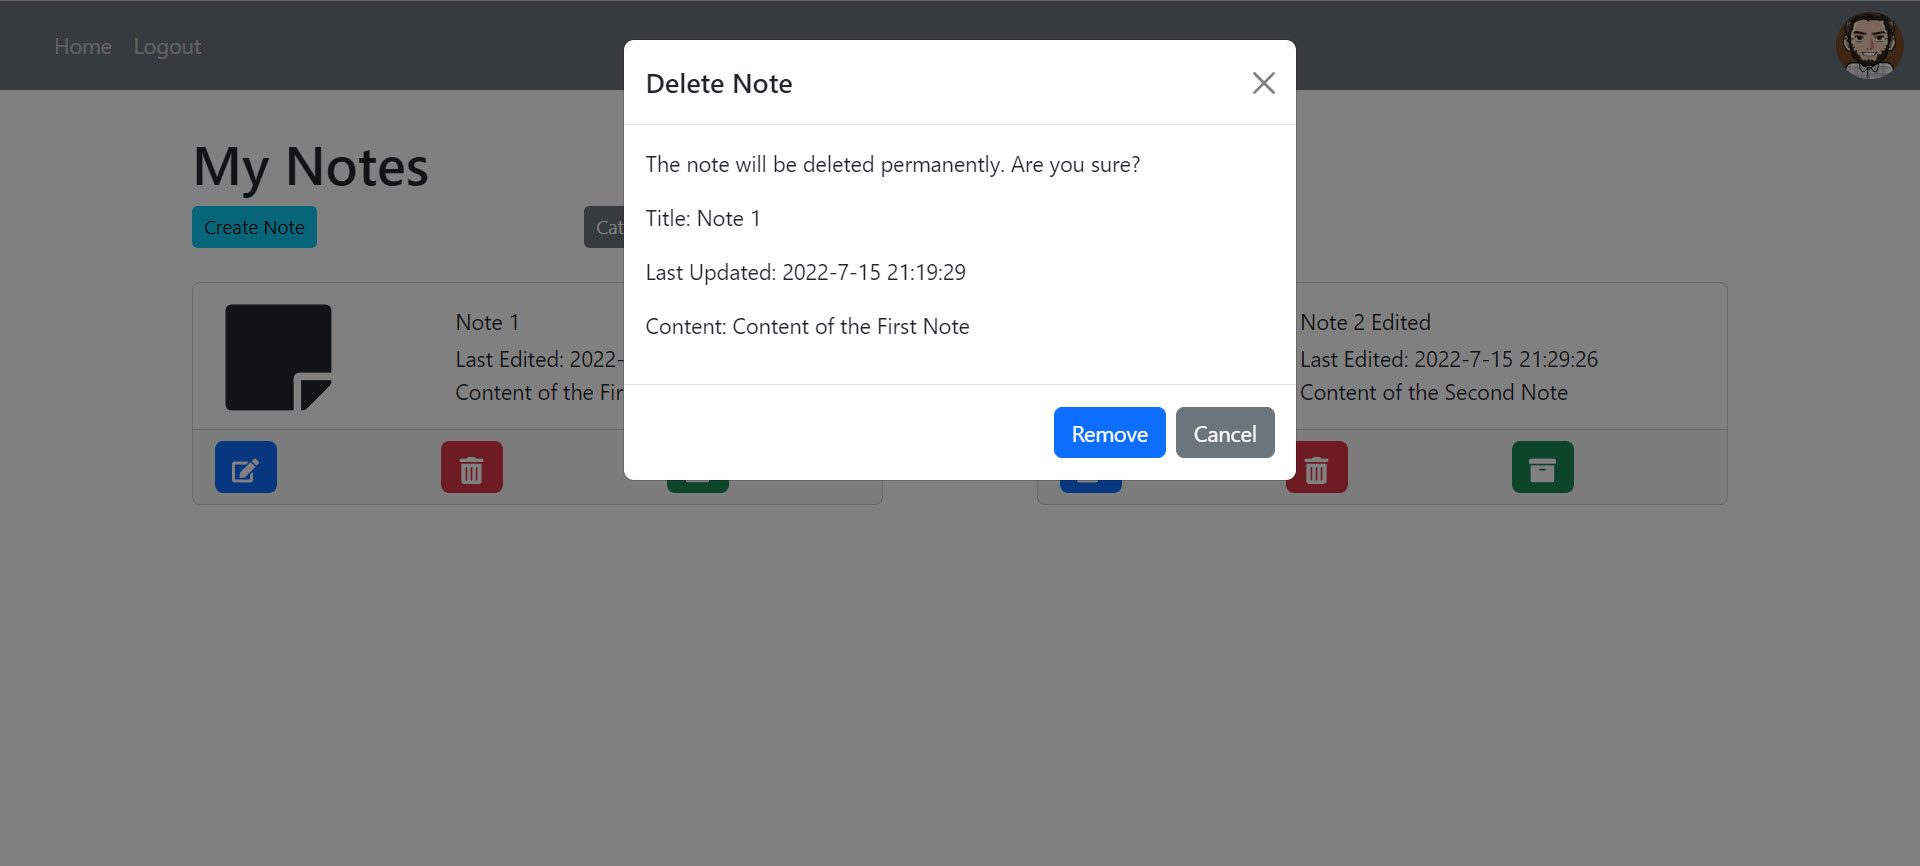 Home Logout
Delete Note
The note will be deleted permanently. Are you sure?
Title: Note 1
Last Updated: 2022-7-15 21:19:29
Content: Content of the First Note
Remove Cancel
My Notes
Create Note
Note 1
Last Edited: 2022-
Content of the
Note 2 Edited
Last Edited: 2022-7-15 21:29:26
Content of the Second Note